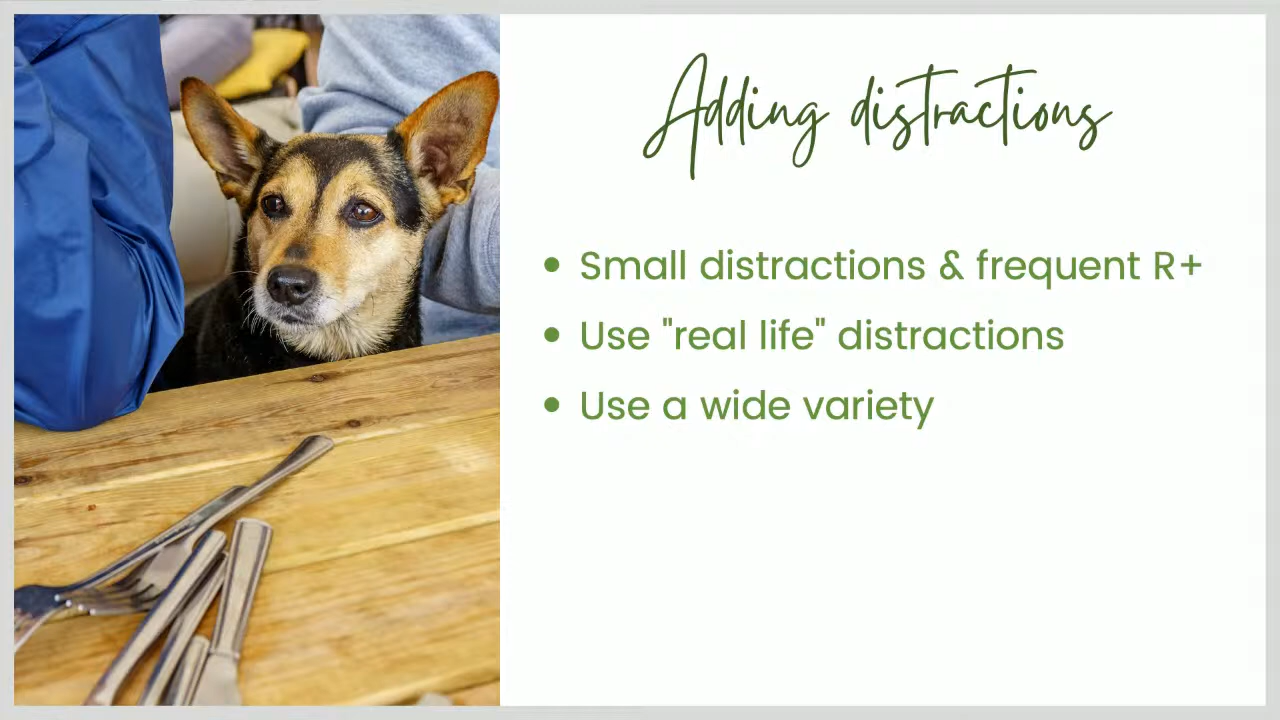 Adding distractions
• Small distractions & frequent R+
• Use "real life" distractions
• Use a wide variety